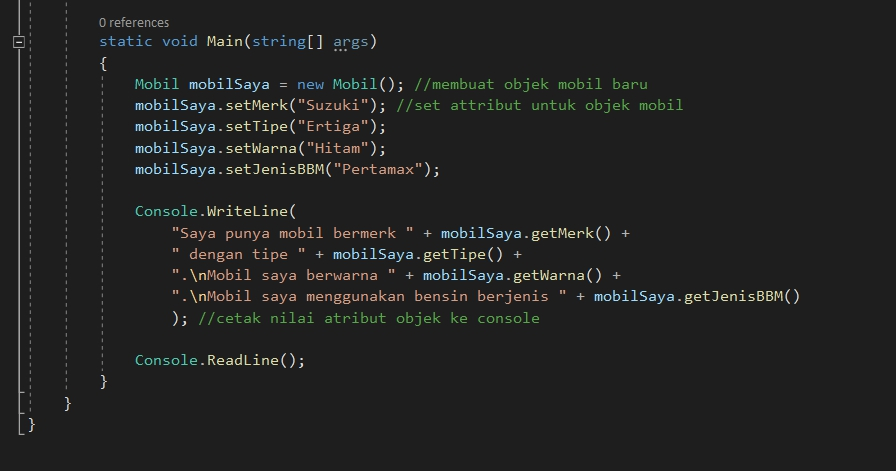 0 references
static void Main(string[] args)
{
Mobil mobilSaya = new Mobil(); //membuat objek mobil baru
mobilSaya.setMerk("Suzuki"); //set attribut untuk objek mobil
mobilSaya.setTipe("Ertiga");
mobilSaya.setWarna("Hitam");
mobilSaya.setJenisBBM("Pertamax");
Console.WriteLine(
"Saya punya mobil bermerk " + mobilSaya.getMerk() +
" dengan tipe " + mobilSaya.getTipe() +
".\nMobil saya berwarna " + mobilSaya.getWarna() +
".\nMobil saya menggunakan bensin berjenis " + mobilSaya.getJenisBBM()
); //cetak nilai atribut objek ke console
Console.ReadLine();
}
}
}